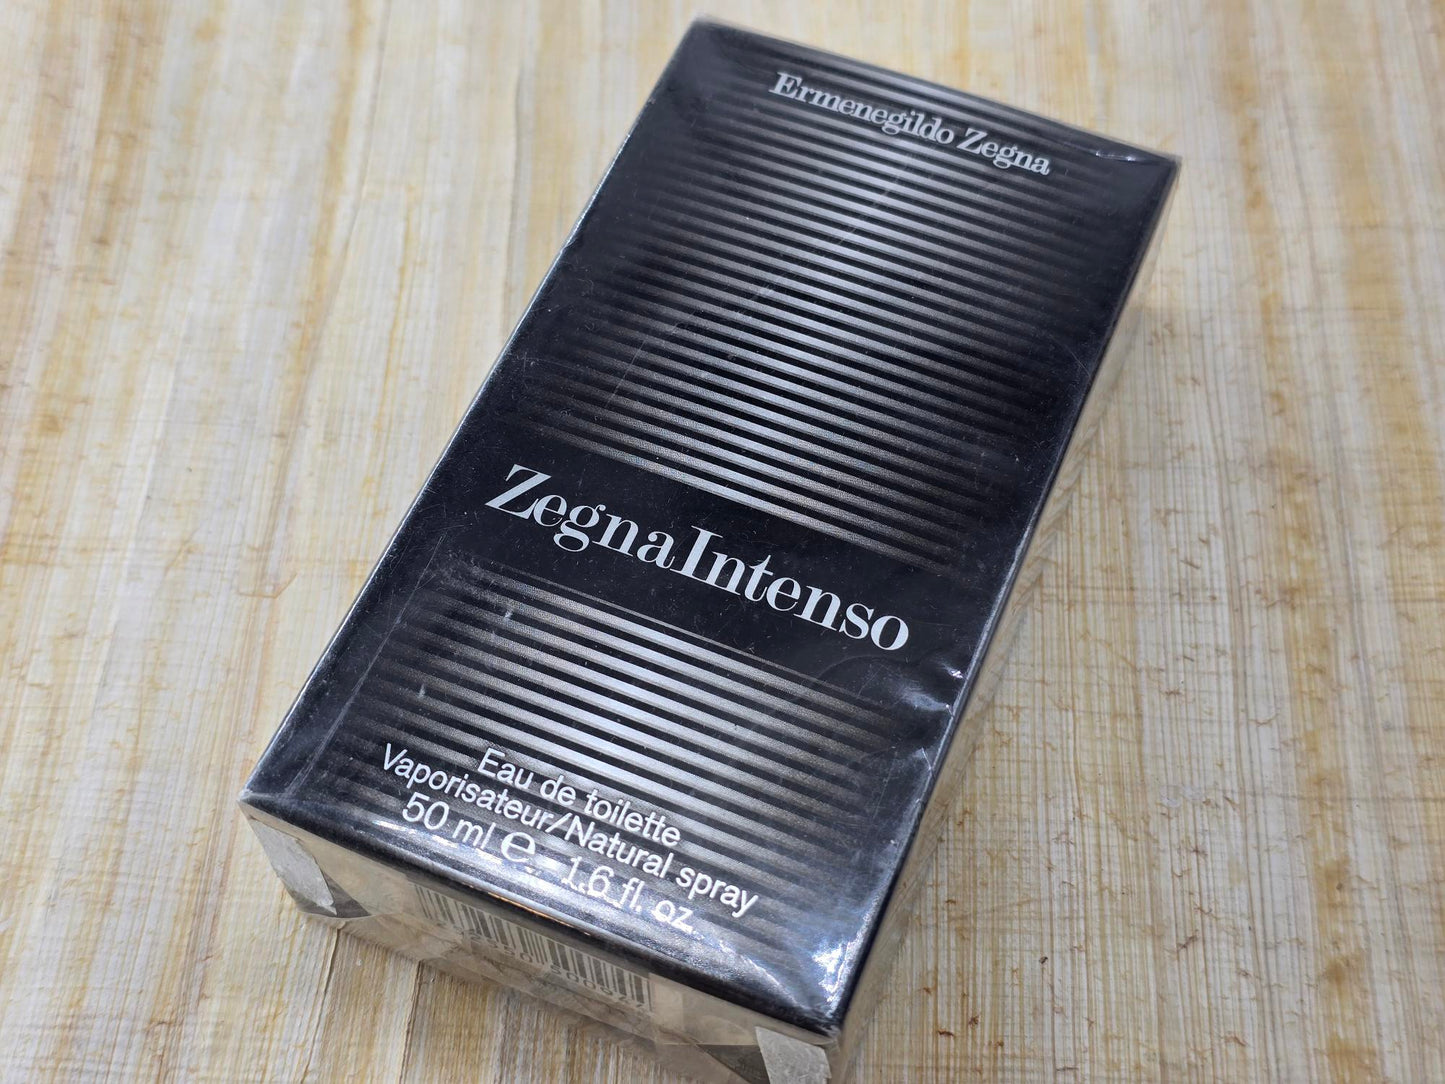 Ermenegildo Zegna
ZegnaIntenso
Eau de toilette
Vaporisateur/Natural spray
50 ml e 1.6 fl. oz.